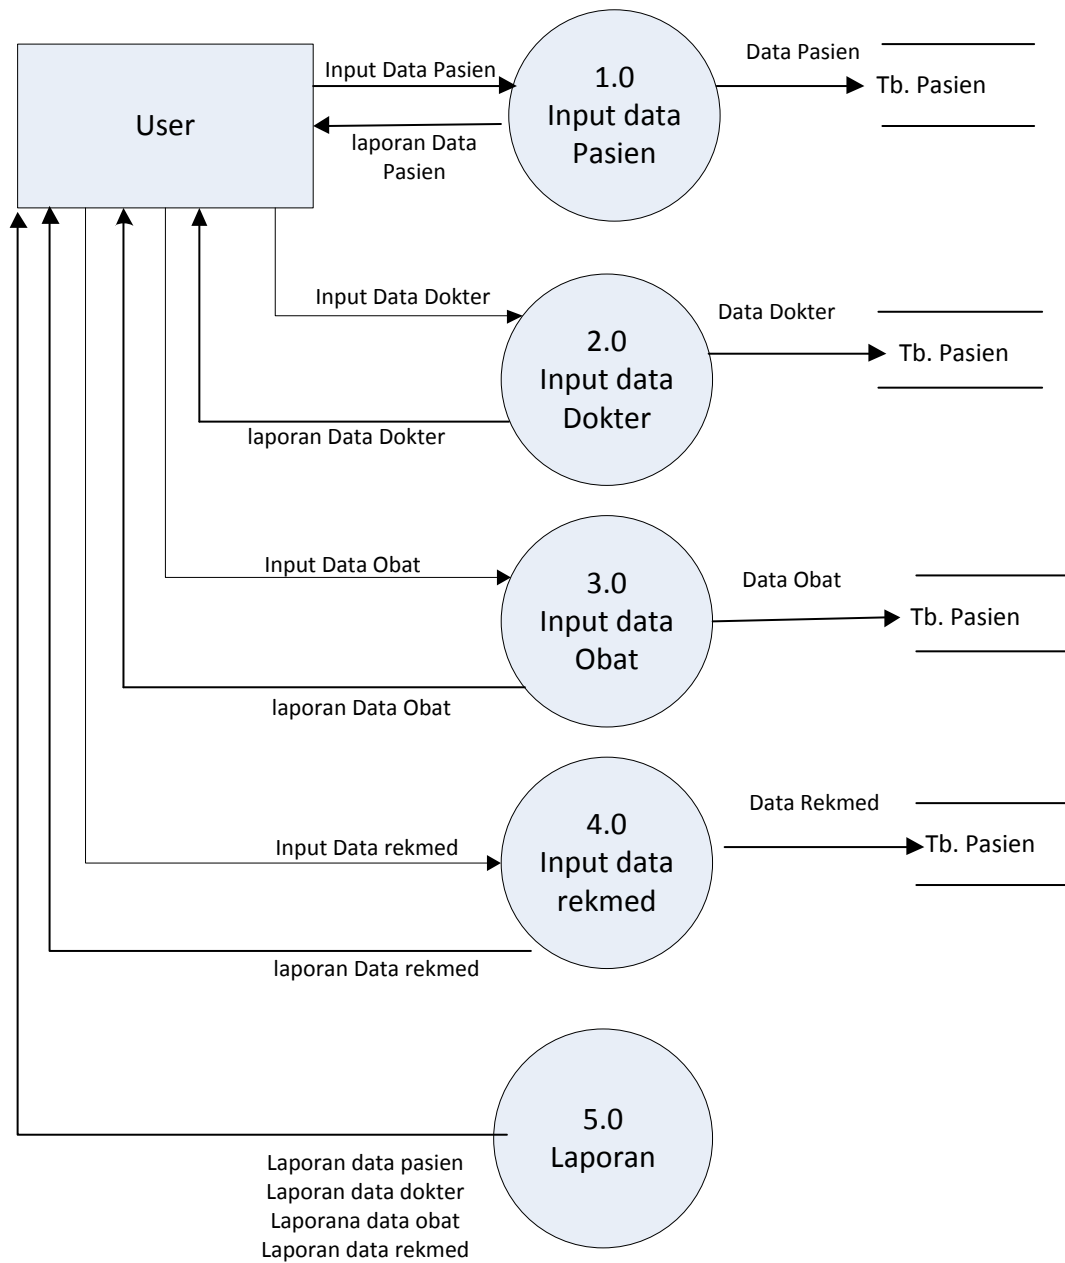 User
Input Data Pasien
laporan Data
Pasien
1.0
Input data
Pasien
Data Pasien
Tb. Pasien
Input Data Dokter
laporan Data Dokter
2.0
Input data
Dokter
Data Dokter
Tb. Pasien
Input Data Obat
laporan Data Obat
3.0
Input data
Obat
Data Obat
Tb. Pasien
Input Data rekmed
laporan Data rekmed
4.0
Input data
rekmed
Data Rekmed
Tb. Pasien
5.0
Laporan
Laporan data pasien
Laporan data dokter
Laporana data obat
Laporan data rekmed